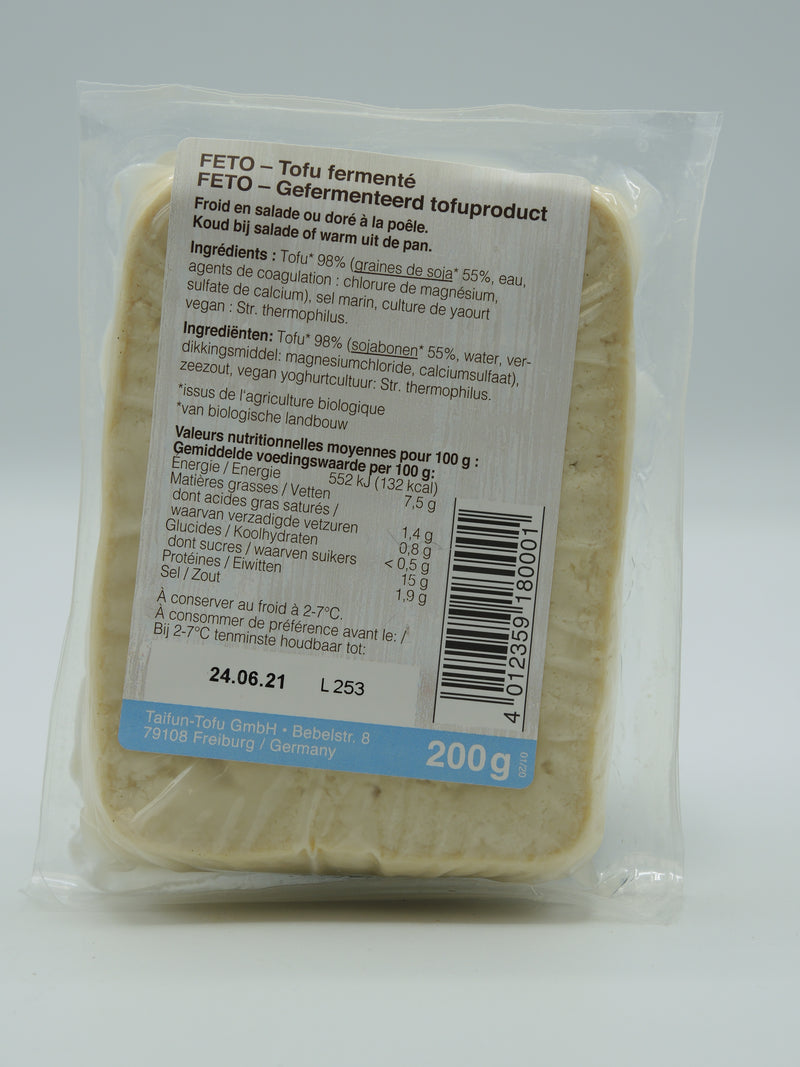 FETO – Tofu fermenté
FETO – Gefermenteerd tofuproduct
Froid en salade ou doré à la poêle.
Koud bij salade of warm uit de pan.
Ingrédients : Tofu* 98% (graines de soja* 55%, eau,
agents de coagulation : chlorure de magnésium,
sulfate de calcium), sel marin, culture de yaourt
vegan : Str. thermophilus.
Ingrediënten: Tofu* 98% (sojabonen* 55%, water, ver-
dikkingsmiddel: magnesiumchloride, calciumsulfaat),
zeezout, vegan yoghurtcultuur: Str. thermophilus.
*issus de l'agriculture biologique
*van biologische landbouw
Valeurs nutritionnelles moyennes pour 100 g :
Gemiddelde voedingswaarde per 100 g:
Énergie / Energie 552 kJ (132 kcal)
Matières grasses / Vetten 7,5 g
dont acides gras saturés /
waarvan verzadigde vetzuren 1,4 g
Glucides / Koolhydraten 0,8 g
dont sucres / waarven suikers < 0,5 g
Protéines / Eiwitten 15 g
Sel / Zout 1,9 g
À conserver au froid à 2-7°C.
À consommer de préférence avant le: /
Bij 2-7°C tenminste houdbaar tot:
24.06.21 L 253
4 012359 180001
Taifun-Tofu GmbH • Bebelstr. 8
79108 Freiburg / Germany
200g
01/20